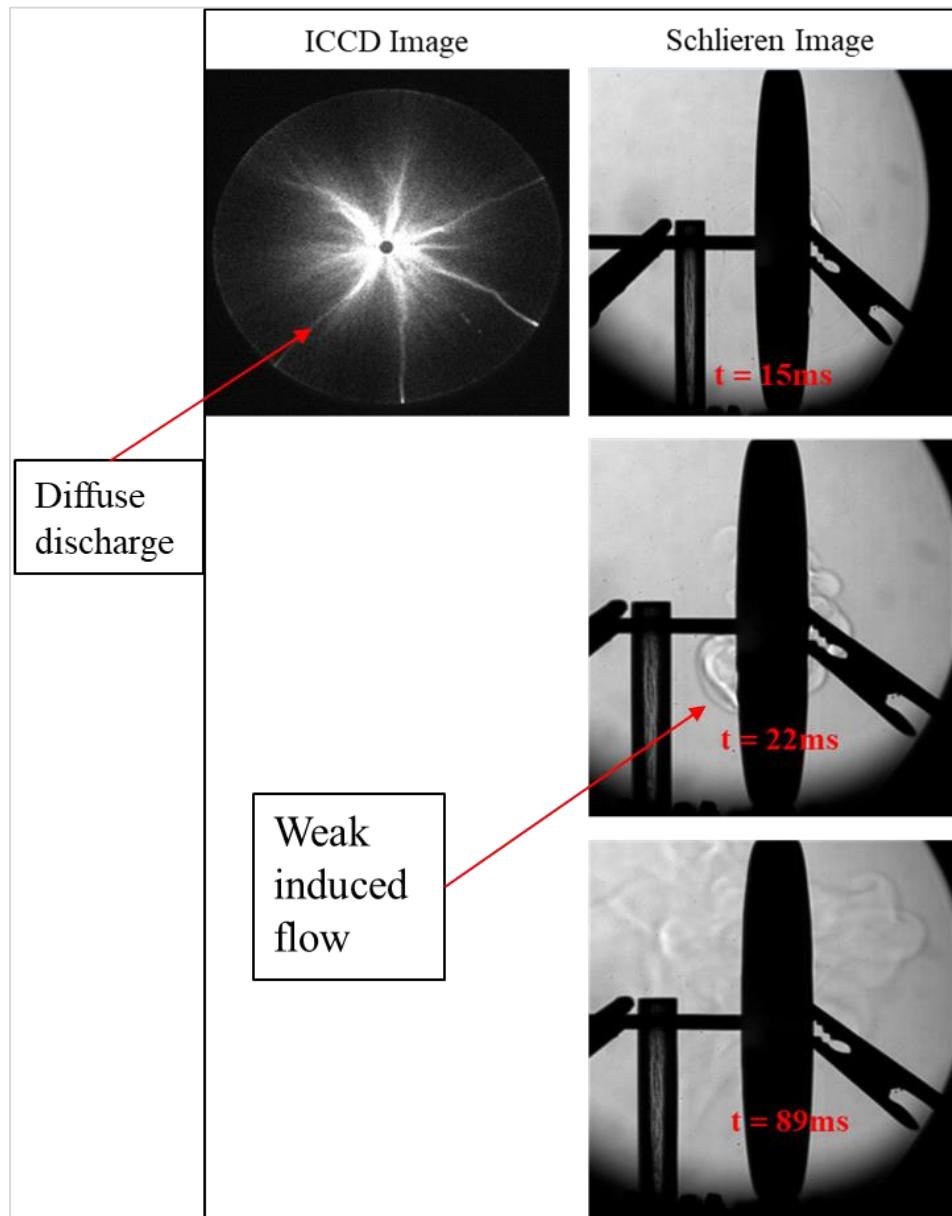 ICCD Image
Schlieren Image
t = 15ms
Diffuse
discharge
t = 22ms
Weak
induced
flow
t = 89ms